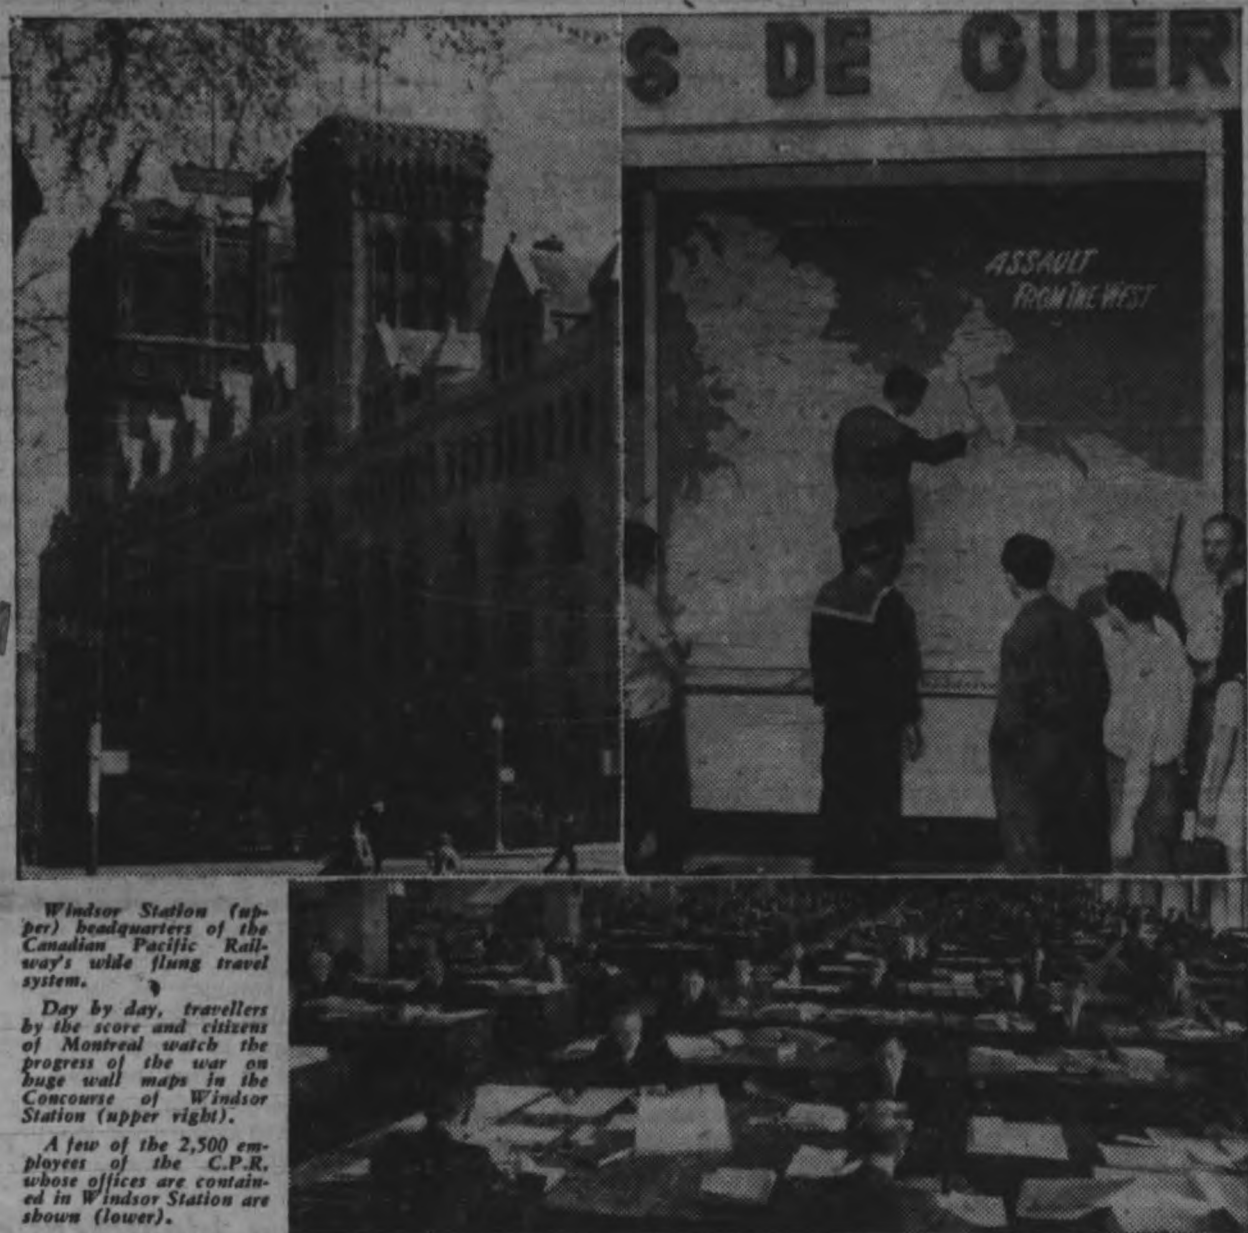 S DE GUER
ASSAULT
FROM THE WEST
Windsor Station (up-
per) headquarters of the
Canadian Pacific Rail-
way's wide flung travel
system.
Day by day, travellers
by the score and citizens
of Montreal watch the
progress of the war on
huge wall maps in the
Concourse of Windsor
Station (upper right).
A few of the 2,500 em-
ployees of the C.P.R.
whose offices are contain-
ed in Windsor Station are
shown (lower).